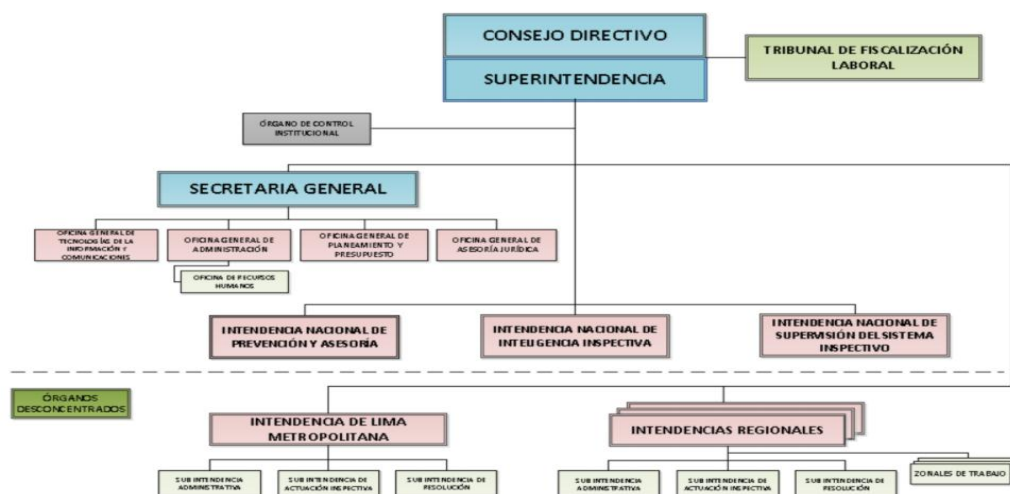 CONSEJO DIRECTIVO
TRIBUNAL DE FISCALIZACIÓN
LABORAL
SUPERINTENDENCIA
ÓRGANO DE CONTROL
INSTITUCIONAL
SECRETARIA GENERAL
OFICINA GENERAL DE
TECNOLOGÍAS DE LA
INFORMACIÓN Y
COMUNICACIONES
OFICINA GENERAL DE
ADMINISTRACIÓN
OFICINA GENERAL DE
PLANEAMIENTO Y
PRESUPUESTO
OFICINA GENERAL DE
ASESORÍA JURÍDICA
OFICINA DE RECURSOS
HUMANOS
INTENDENCIA NACIONAL DE
PREVENCIÓN Y ASESORÍA
INTENDENCIA NACIONAL DE
INTELIGENCIA INSPECTIVA
INTENDENCIA NACIONAL DE
SUPERVISIÓN DEL SISTEMA
INSPECTIVO
ÓRGANOS
DESCONCENTRADOS
INTENDENCIA DE LIMA
METROPOLITANA
INTENDENCIAS REGIONALES
SUB INTENDENCIA
ADMINISTRATIVA
SUB INTENDENCIA DE
ACTUACIÓN INSPECTIVA
SUB INTENDENCIA DE
RESOLUCIÓN
SUB INTENDENCIA
ADMINISTRATIVA
SUB INTENDENCIA DE
ACTUACIÓN INSPECTIVA
SUB INTENDENCIA DE
RESOLUCIÓN
ZONALES DE TRABAJO